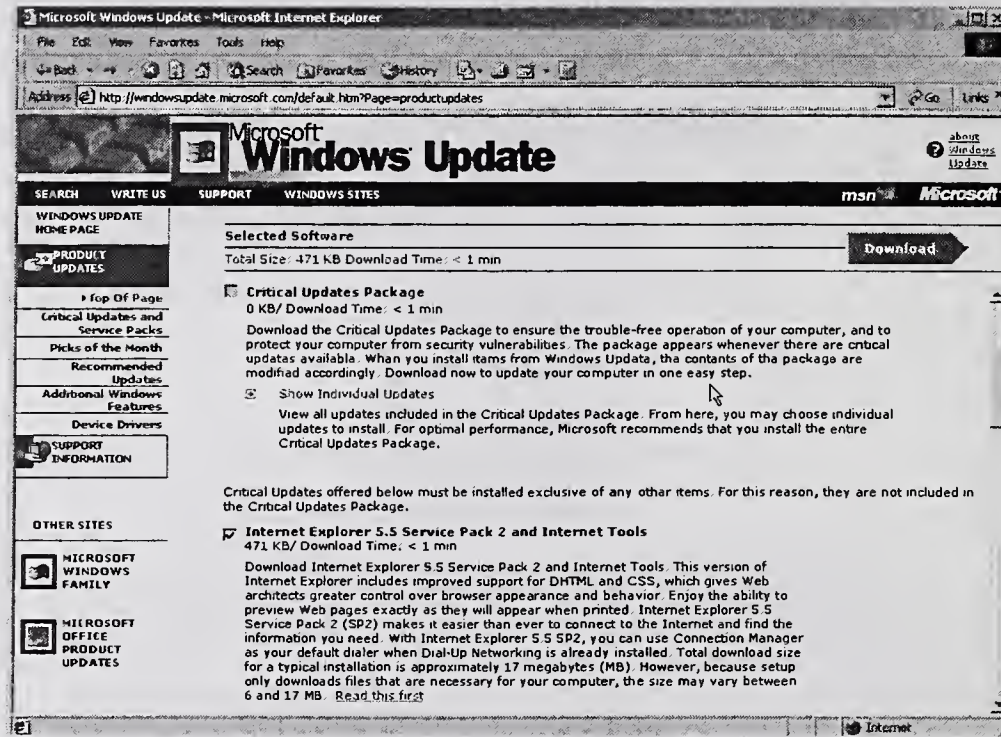 Microsoft Windows Update - Microsoft Internet Explorer
File Edit View Favorites Tools Help
Back Search Favorites History
Address http://windowsupdate.microsoft.com/default.htm?Page=productupdates Go Links
Microsoft
Windows Update
about
Windows
Update
SEARCH WRITE US SUPPORT WINDOWS SITES msn Microsoft
WINDOWS UPDATE
HOME PAGE
PRODUCT
UPDATES
Top Of Page
Critical Updates and
Service Packs
Picks of the Month
Recommended
Updates
Additional Windows
Features
Device Drivers
SUPPORT
INFORMATION
OTHER SITES
MICROSOFT
WINDOWS
FAMILY
MICROSOFT
OFFICE
PRODUCT
UPDATES
Selected Software
Total Size: 471 KB Download Time: < 1 min
Download
Critical Updates Package
0 KB/ Download Time: < 1 min
Download the Critical Updates Package to ensure the trouble-free operation of your computer, and to
protect your computer from security vulnerabilities. The package appears whenever there are critical
updates available. When you install items from Windows Update, the contents of the package are
modified accordingly. Download now to update your computer in one easy step.
Show Individual Updates
View all updates included in the Critical Updates Package. From here, you may choose individual
updates to install. For optimal performance, Microsoft recommends that you install the entire
Critical Updates Package.
Critical Updates offered below must be installed exclusive of any other items. For this reason, they are not included in
the Critical Updates Package.
Internet Explorer 5.5 Service Pack 2 and Internet Tools
471 KB/ Download Time: < 1 min
Download Internet Explorer 5.5 Service Pack 2 and Internet Tools. This version of
Internet Explorer includes improved support for DHTML and CSS, which gives Web
architects greater control over browser appearance and behavior. Enjoy the ability to
preview Web pages exactly as they will appear when printed. Internet Explorer 5.5
Service Pack 2 (SP2) makes it easier than ever to connect to the Internet and find the
information you need. With Internet Explorer 5.5 SP2, you can use Connection Manager
as your default dialer when Dial-Up Networking is already installed. Total download size
for a typical installation is approximately 17 megabytes (MB). However, because setup
only downloads files that are necessary for your computer, the size may vary between
6 and 17 MB. Read this first
Internet